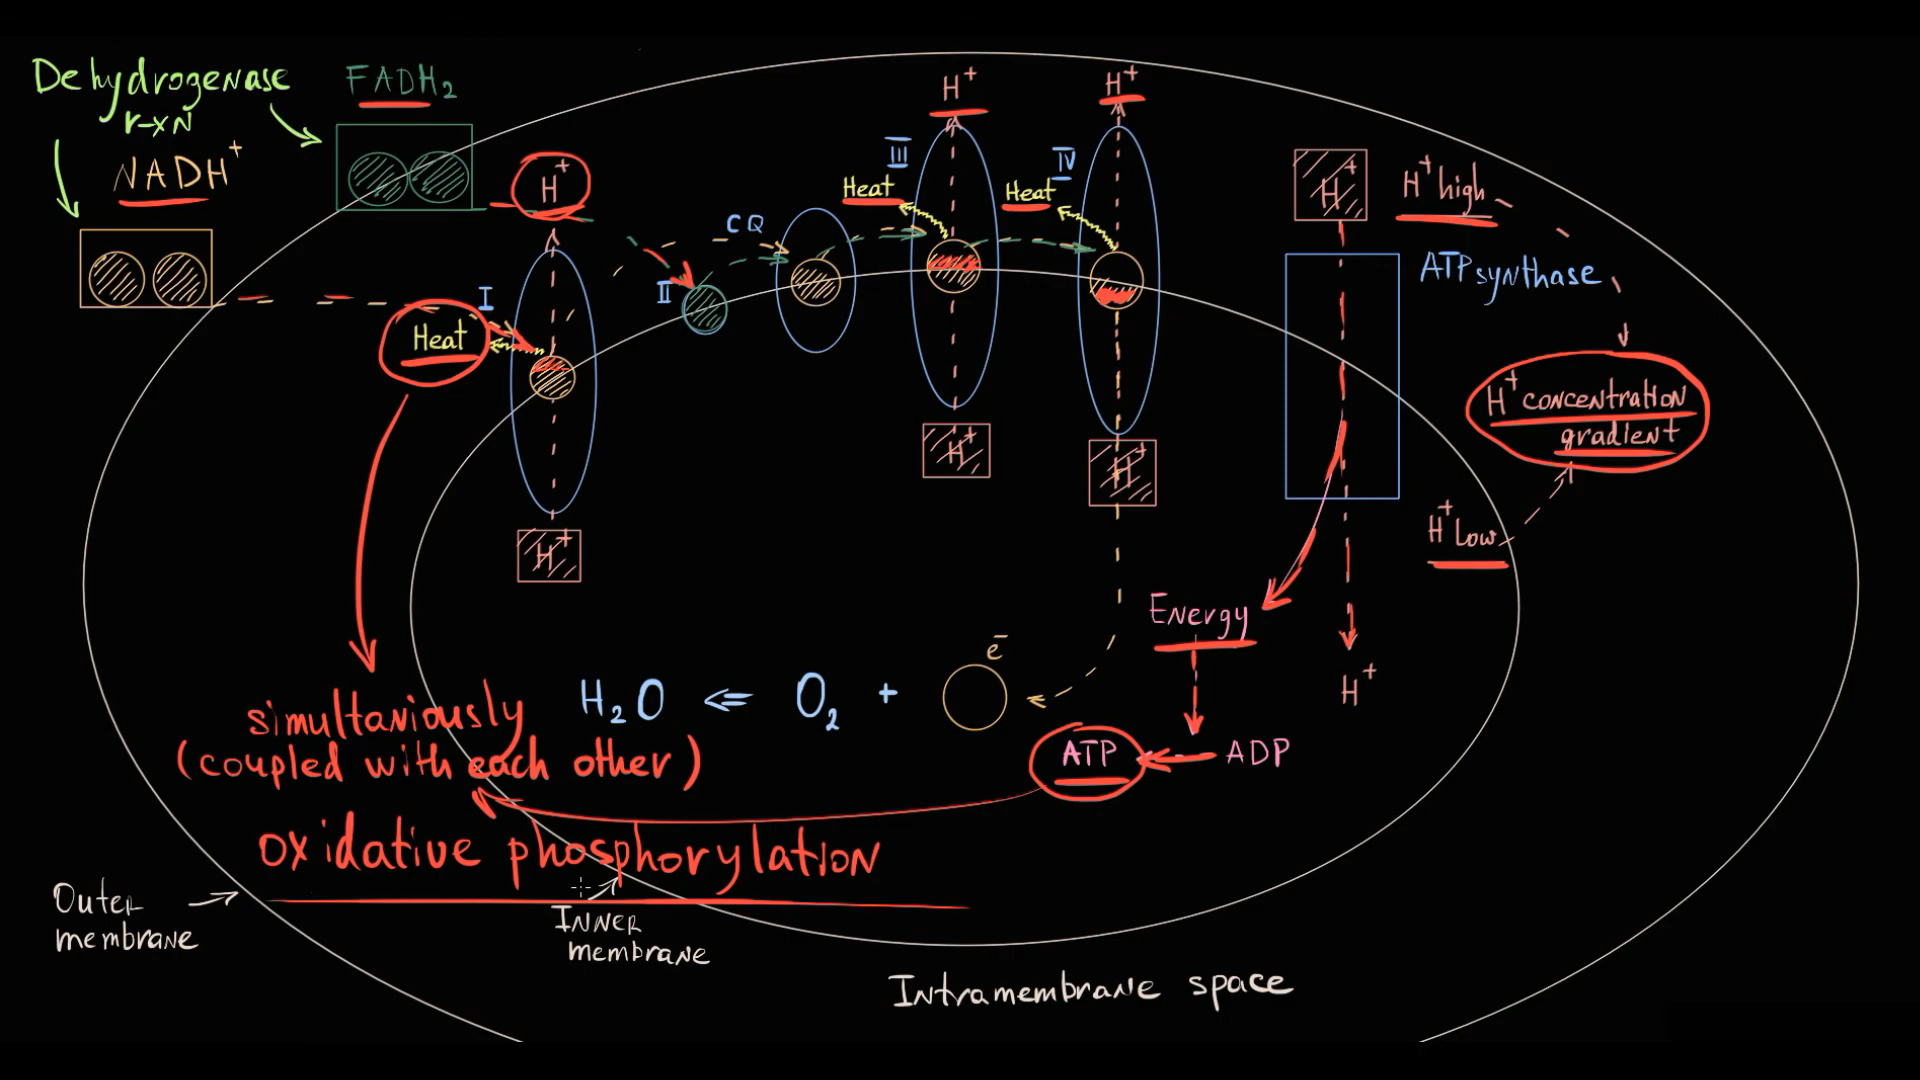 Dehydrogenase
r-xn
NADH⁺
FADH₂
H⁺
H⁺
H⁺
I
Heat
H⁺
II
CQ
III
Heat
H⁺
IV
Heat
H⁺
H⁺
H⁺ high
ATP synthase
H⁺ concentration
gradient
H⁺ Low
H⁺
Energy
ADP
ATP
e⁻
H₂O ⇐ O₂ +
simultaniously
(coupled with each other)
oxidative phosphorylation
Outer
membrane
Inner
membrane
Intramembrane space